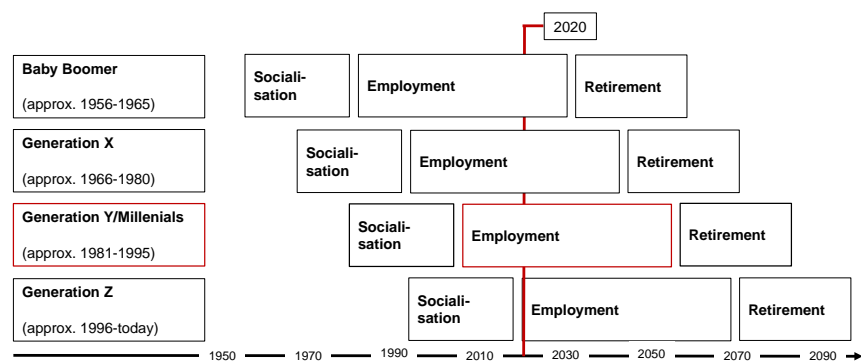 2020
Baby Boomer
(approx. 1956-1965)
Sociali-
sation
Employment
Retirement
Generation X
(approx. 1966-1980)
Sociali-
sation
Employment
Retirement
Generation Y/Millenials
(approx. 1981-1995)
Sociali-
sation
Employment
Retirement
Generation Z
(approx. 1996-today)
Sociali-
sation
Employment
Retirement
1950 1970 1990 2010 2030 2050 2070 2090